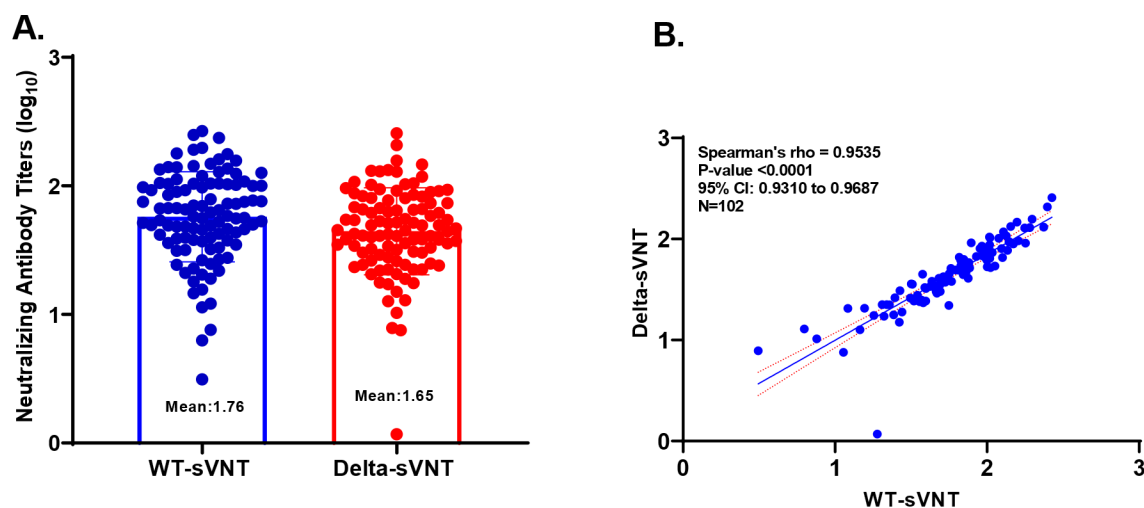 A.
Neutralizing Antibody Titers (log10)
3
2
1
0
Mean:1.76
Mean:1.65
WT-sVNT
Delta-sVNT
B.
Delta-sVNT
3
2
1
0
Spearman's rho = 0.9535
P-value <0.0001
95% CI: 0.9310 to 0.9687
N=102
0
1
2
3
WT-sVNT